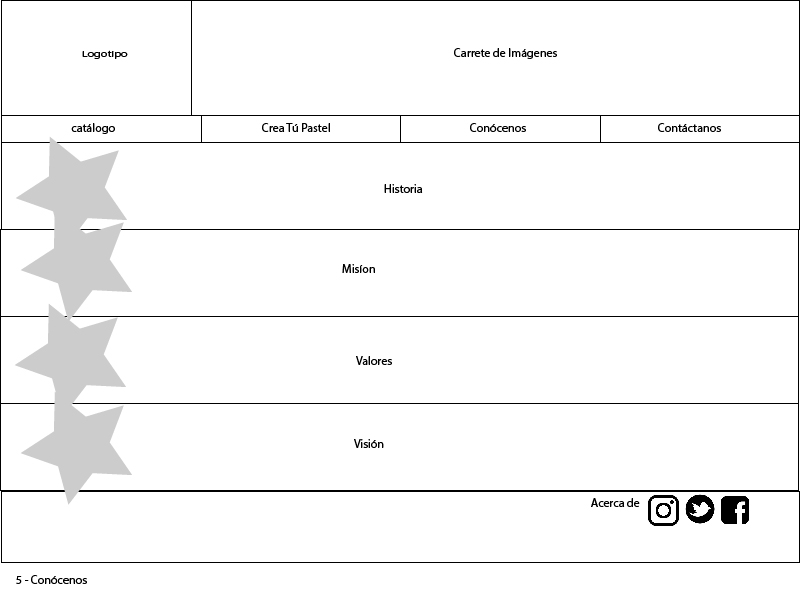 Logotipo
Carrete de Imágenes
catálogo
Crea Tú Pastel
Conócenos
Contáctanos
Historia
Misíon
Valores
Visión
Acerca de
5 - Conócenos